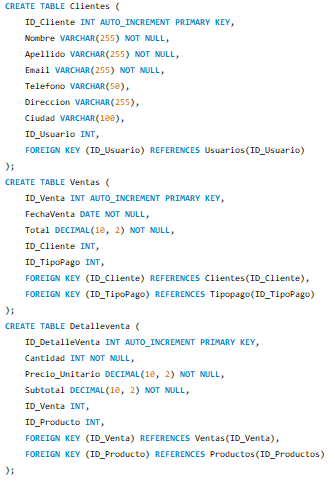 CREATE TABLE Clientes (
    ID_Cliente INT AUTO_INCREMENT PRIMARY KEY,
    Nombre VARCHAR(255) NOT NULL,
    Apellido VARCHAR(255) NOT NULL,
    Email VARCHAR(255) NOT NULL,
    Telefono VARCHAR(50),
    Direccion VARCHAR(255),
    Ciudad VARCHAR(100),
    ID_Usuario INT,
    FOREIGN KEY (ID_Usuario) REFERENCES Usuarios(ID_Usuario)
);
CREATE TABLE Ventas (
    ID_Venta INT AUTO_INCREMENT PRIMARY KEY,
    FechaVenta DATE NOT NULL,
    Total DECIMAL(10, 2) NOT NULL,
    ID_Cliente INT,
    ID_TipoPago INT,
    FOREIGN KEY (ID_Cliente) REFERENCES Clientes(ID_Cliente),
    FOREIGN KEY (ID_TipoPago) REFERENCES Tipopago(ID_TipoPago)
);
CREATE TABLE Detalleventa (
    ID_DetalleVenta INT AUTO_INCREMENT PRIMARY KEY,
    Cantidad INT NOT NULL,
    Precio_Unitario DECIMAL(10, 2) NOT NULL,
    Subtotal DECIMAL(10, 2) NOT NULL,
    ID_Venta INT,
    ID_Producto INT,
    FOREIGN KEY (ID_Venta) REFERENCES Ventas(ID_Venta),
    FOREIGN KEY (ID_Producto) REFERENCES Productos(ID_Productos)
);